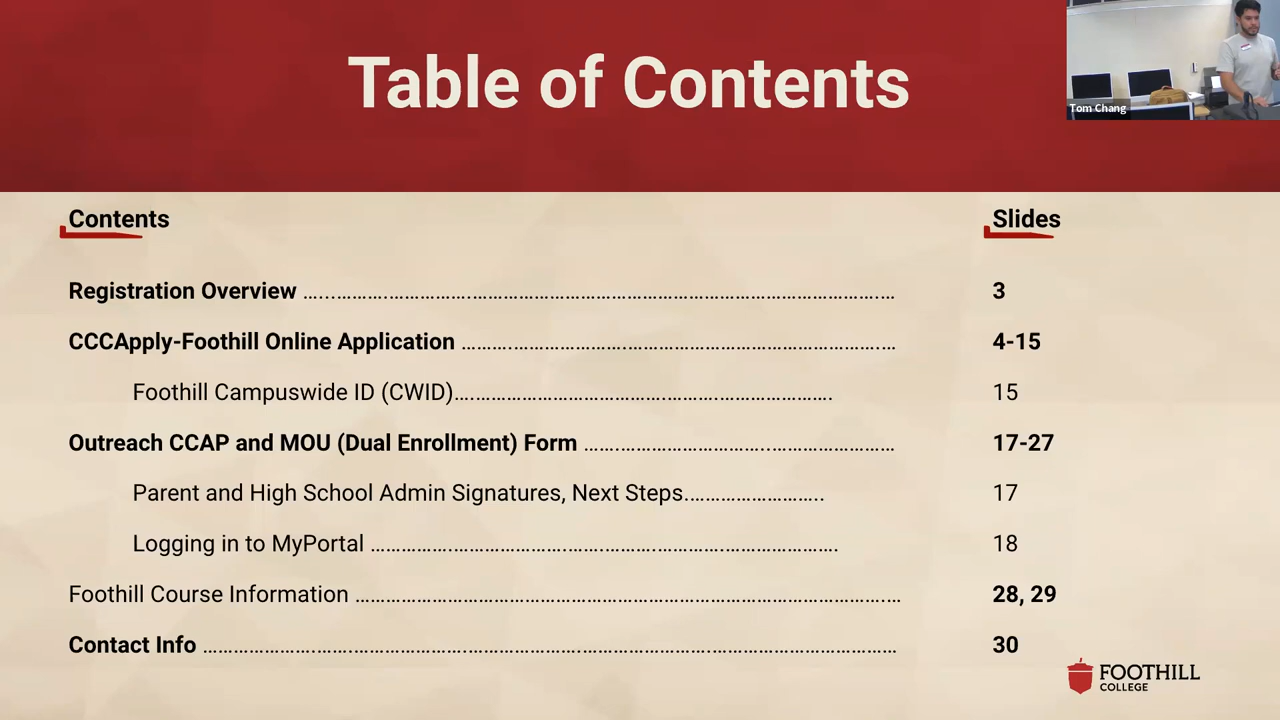 Table of Contents
Tom Chang
Contents Slides
Registration Overview …...……….………………..……………………………………………………………….… 3
CCCApply-Foothill Online Application …………..………………………..……………………………………….… 4-15
Foothill Campuswide ID (CWID)….…………………………………….…………..………………. 15
Outreach CCAP and MOU (Dual Enrollment) Form …….………………………………..……………………… 17-27
Parent and High School Admin Signatures, Next Steps.……………….. 17
Logging in to MyPortal ……………..…………………….……………..…………..…………………. 18
Foothill Course Information …………………………………………………………………………………….… 28, 29
Contact Info ……………………………….………………………..……………………………………..……………………… 30
FOOTHILL
COLLEGE